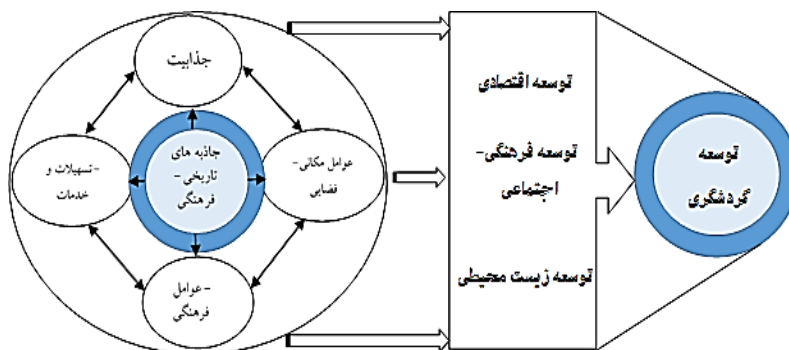 جذابیت
-تسهیلات و
خدمات
جاذبه های
تاریخی-
فرهنگی
عوامل مکانی-
فضایی
-عوامل
فرهنگی
توسعه اقتصادی
توسعه فرهنگی-
اجتماعی
توسعه زیست محیطی
توسعه
گردشگری